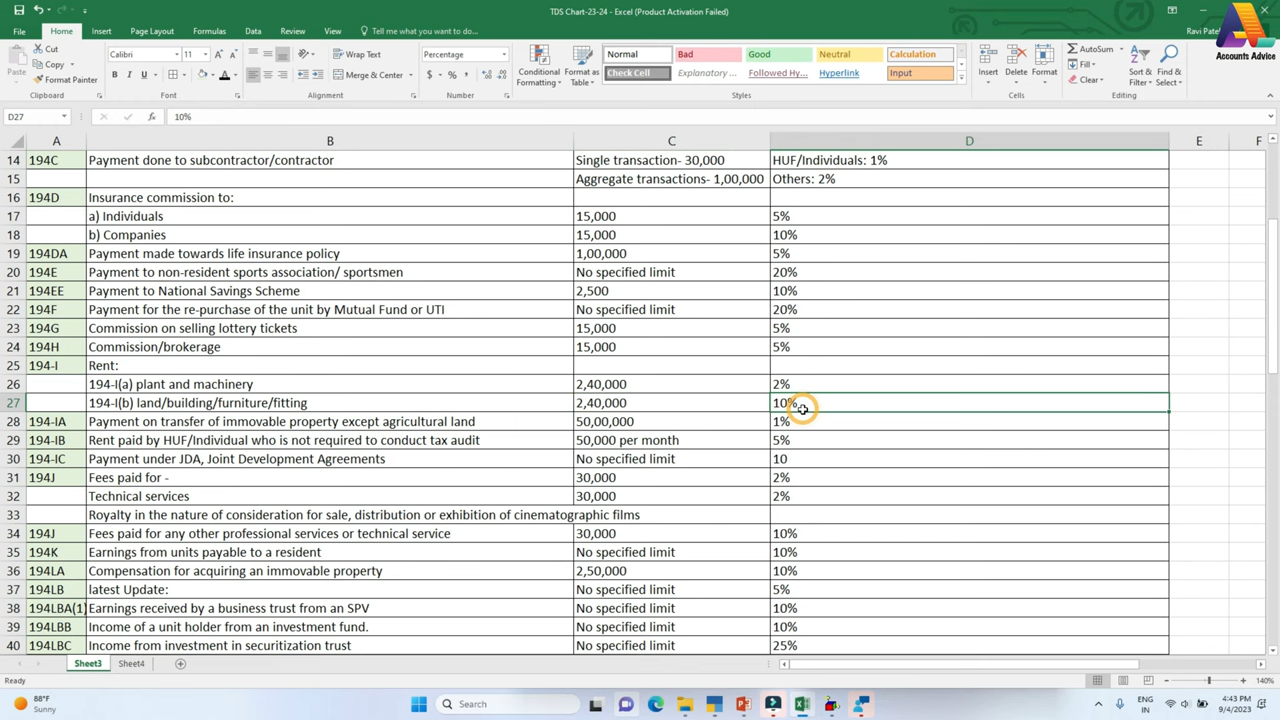 TDS Chart-23-24 - Excel (Product Activation Failed)
Ravi Patel
File Home Insert Page Layout Formulas Data Review View Tell me what you want to do...
Accounts Advice
Paste
Cut
Copy
Format Painter
Clipboard
Calibri 11
B I U
Font
Wrap Text
Merge & Center
Alignment
Percentage
Number
Conditional Formatting
Format as Table
Normal Bad Good Neutral Calculation
Check Cell Explanatory ... Followed Hy... Hyperlink Input
Styles
Insert Delete Format
Cells
AutoSum
Fill
Clear
Sort & Filter
Find & Select
Editing
D27 fx 10%
A B C D E F
14 194C Payment done to subcontractor/contractor Single transaction- 30,000 HUF/Individuals: 1%
15 Aggregate transactions- 1,00,000 Others: 2%
16 194D Insurance commission to:
17 a) Individuals 15,000 5%
18 b) Companies 15,000 10%
19 194DA Payment made towards life insurance policy 1,00,000 5%
20 194E Payment to non-resident sports association/ sportsmen No specified limit 20%
21 194EE Payment to National Savings Scheme 2,500 10%
22 194F Payment for the re-purchase of the unit by Mutual Fund or UTI No specified limit 20%
23 194G Commission on selling lottery tickets 15,000 5%
24 194H Commission/brokerage 15,000 5%
25 194-I Rent:
26 194-I(a) plant and machinery 2,40,000 2%
27 194-I(b) land/building/furniture/fitting 2,40,000 10%
28 194-IA Payment on transfer of immovable property except agricultural land 50,00,000 1%
29 194-IB Rent paid by HUF/Individual who is not required to conduct tax audit 50,000 per month 5%
30 194-IC Payment under JDA, Joint Development Agreements No specified limit 10
31 194J Fees paid for - 30,000 2%
32 Technical services 30,000 2%
33 Royalty in the nature of consideration for sale, distribution or exhibition of cinematographic films
34 194J Fees paid for any other professional services or technical service 30,000 10%
35 194K Earnings from units payable to a resident No specified limit 10%
36 194LA Compensation for acquiring an immovable property 2,50,000 10%
37 194LB latest Update: No specified limit 5%
38 194LBA(1) Earnings received by a business trust from an SPV No specified limit 10%
39 194LBB Income of a unit holder from an investment fund. No specified limit 10%
40 194LBC Income from investment in securitization trust No specified limit 25%
Sheet3 Sheet4
Ready
140%
88°F
Sunny
Search
ENG
IN
4:43 PM
9/4/2023